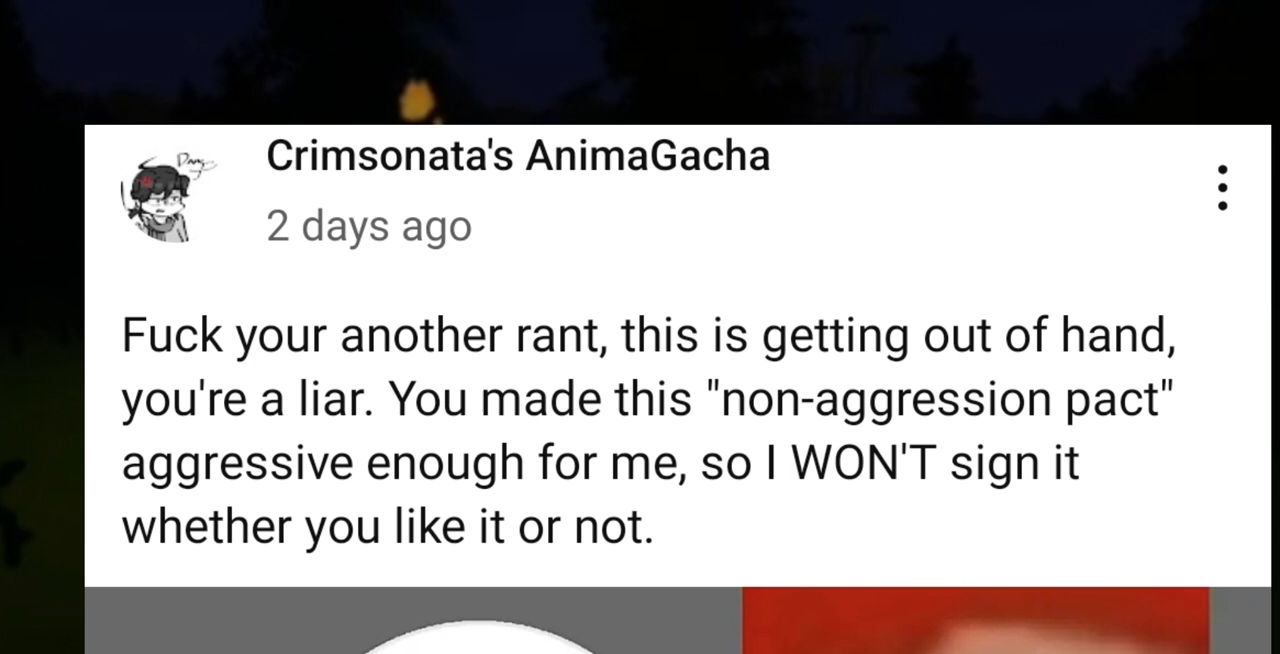 Dang
Crimsonata's AnimaGacha
2 days ago
Fuck your another rant, this is getting out of hand,
you're a liar. You made this "non-aggression pact"
aggressive enough for me, so I WON'T sign it
whether you like it or not.